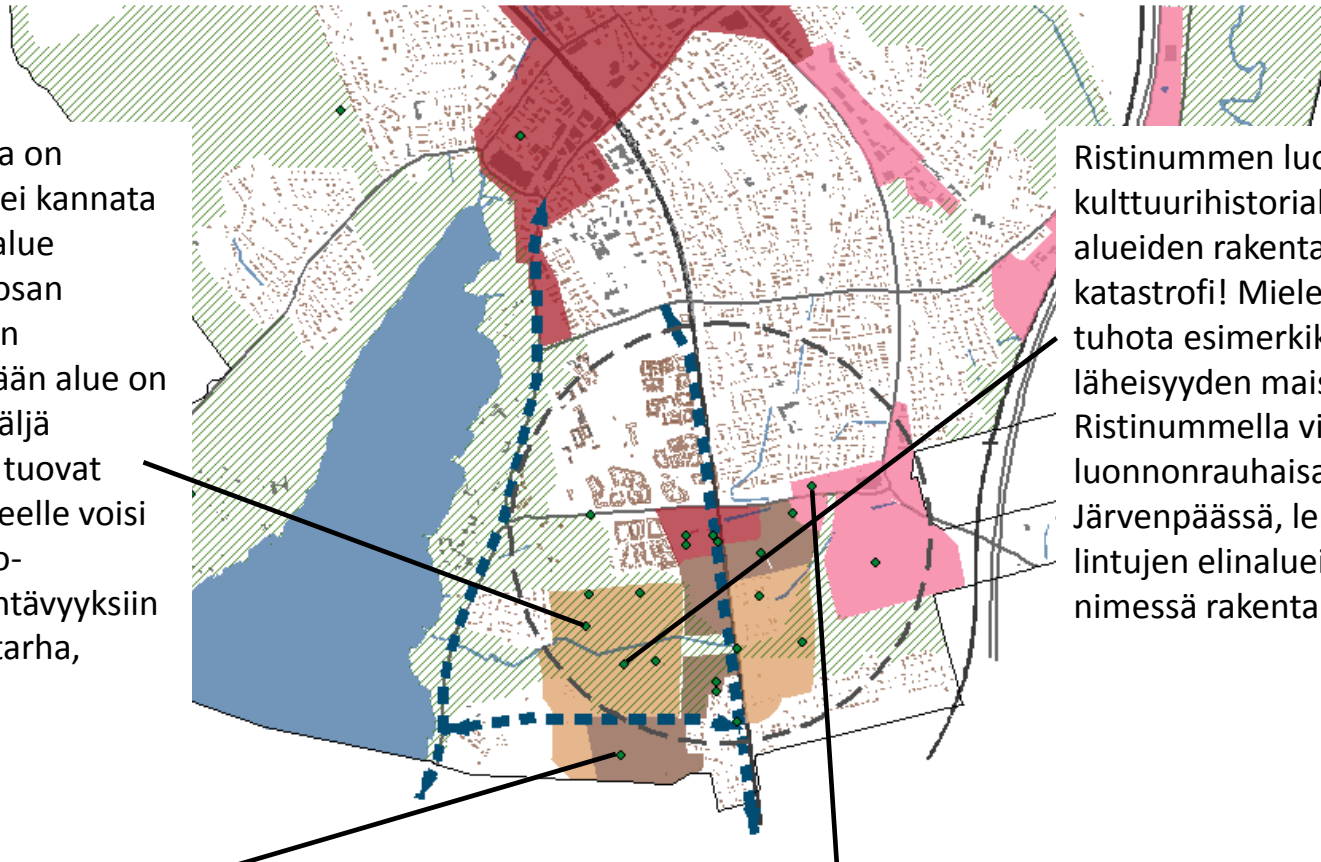 a on
ei kannata
alue
osan
n
ään alue on
äljä
tuovat
eelle voisi
o-
ntävyyksiin
tarha,
Ristinummen luo
kulttuurihistorial
alueiden rakenta
katastrofi! Miele
tuhota esimerkik
läheisyyden mais
Ristinummella vi
luonnonrauhaisa
Järvenpäässä, le
lintujen elinaluei
nimessä rakenta